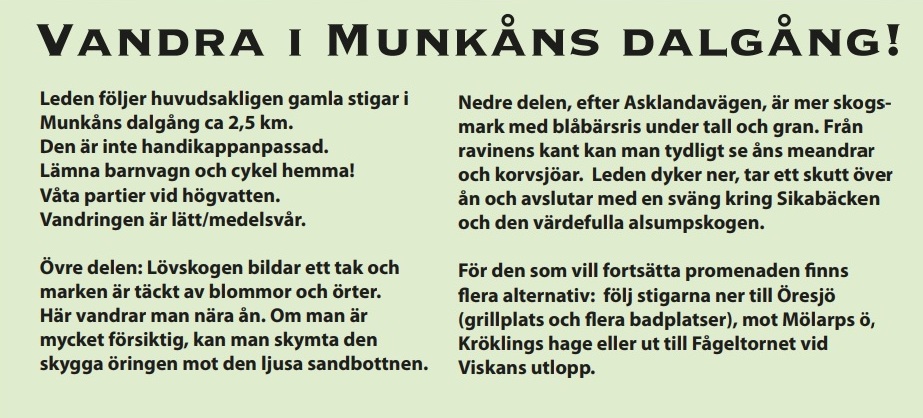 VANDRA I MUNKÅNS DALGÅNG!
Leden följer huvudsakligen gamla stigar i
Munkåns dalgång ca 2,5 km.
Den är inte handikappanpassad.
Lämna barnvagn och cykel hemma!
Våta partier vid högvatten.
Vandringen är lätt/medelsvår.
Övre delen: Lövskogen bildar ett tak och
marken är täckt av blommor och örter.
Här vandrar man nära ån. Om man är
mycket försiktig, kan man skymta den
skygga öringen mot den ljusa sandbottnen.
Nedre delen, efter Asklandavägen, är mer skogs-
mark med blåbärsris under tall och gran. Från
ravinens kant kan man tydligt se åns meandrar
och korvsjöar. Leden dyker ner, tar ett skutt över
ån och avslutar med en sväng kring Sikabäcken
och den värdefulla alsumpskogen.
För den som vill fortsätta promenaden finns
flera alternativ: följ stigarna ner till Öresjö
(grillplats och flera badplatser), mot Mölarps ö,
Kröklings hage eller ut till Fågeltornet vid
Viskans utlopp.